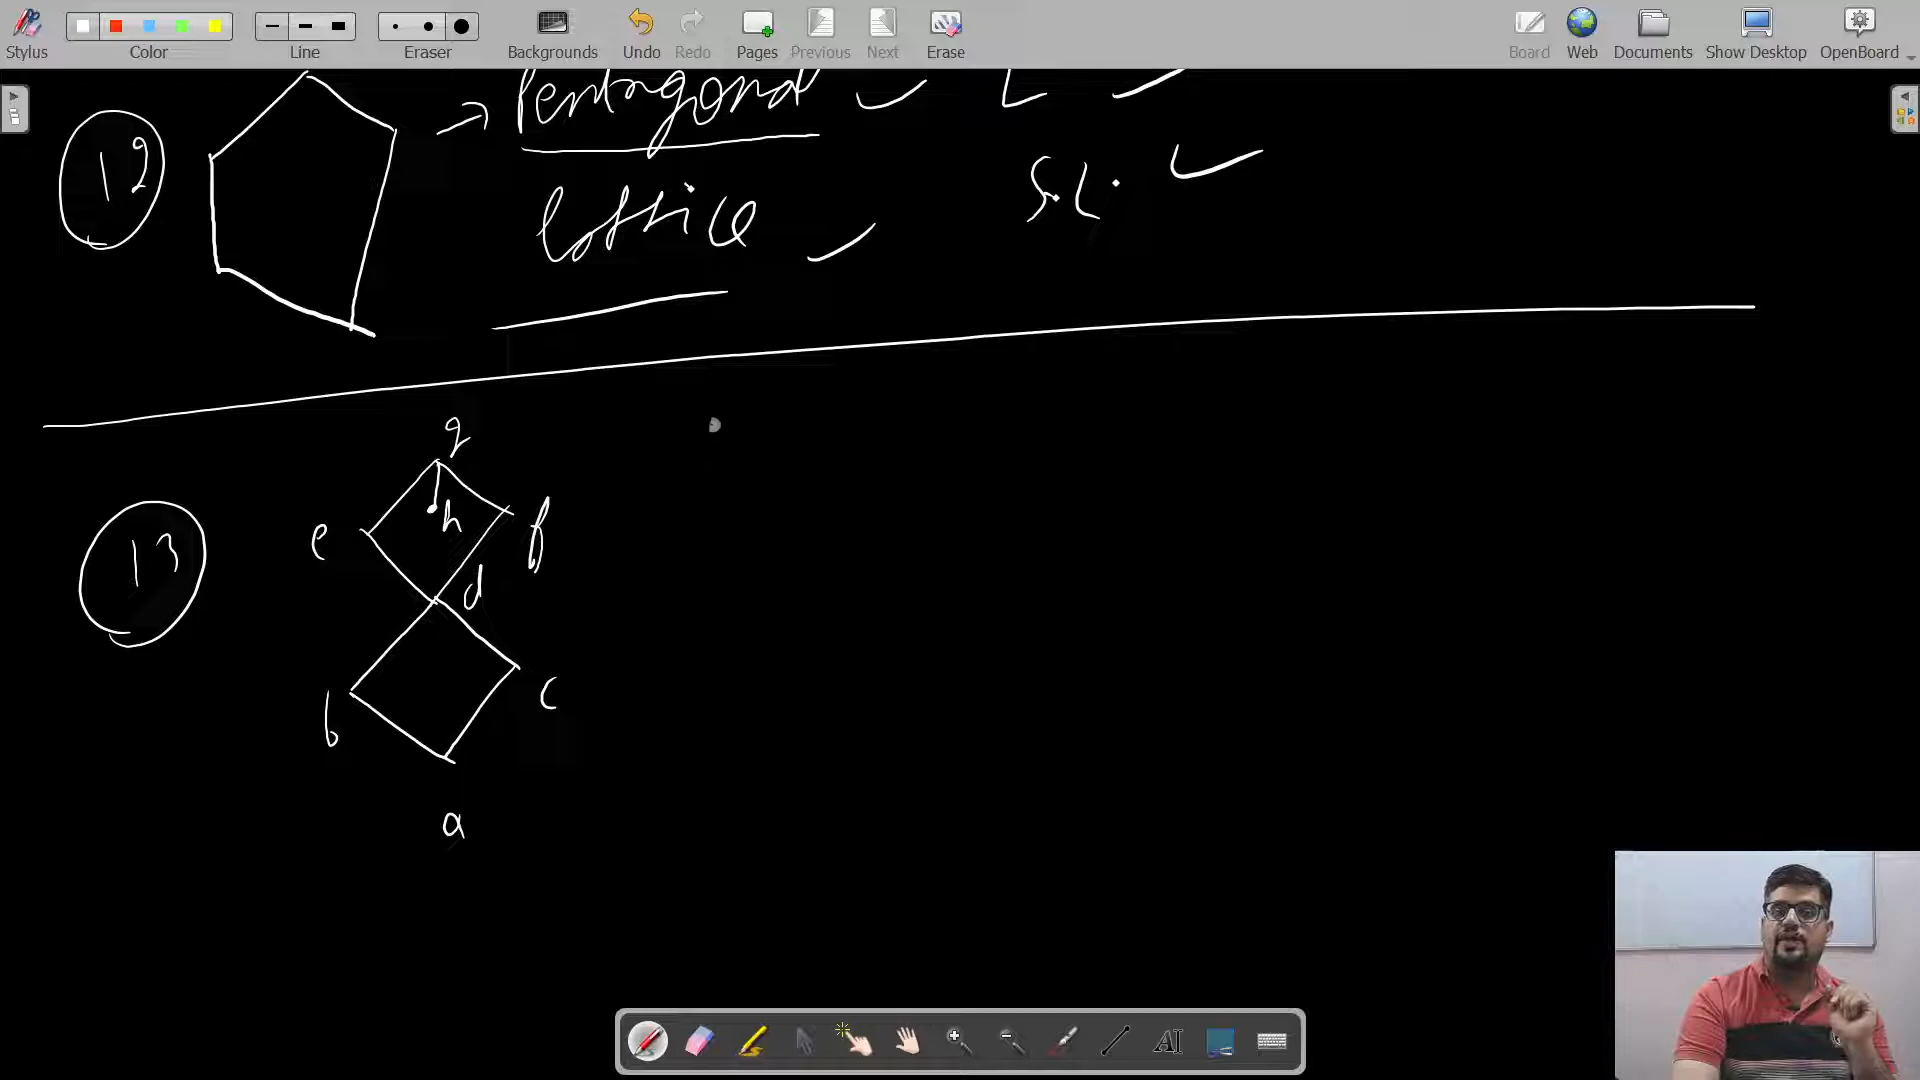 Stylus Color Line Eraser Backgrounds Undo Redo Pages Previous Next Erase Board Web Documents Show Desktop OpenBoard
12 → Pentagonal ✓ L ✓
lattice ✓ S.L. ✓
g
13 e h f
d
b c
a